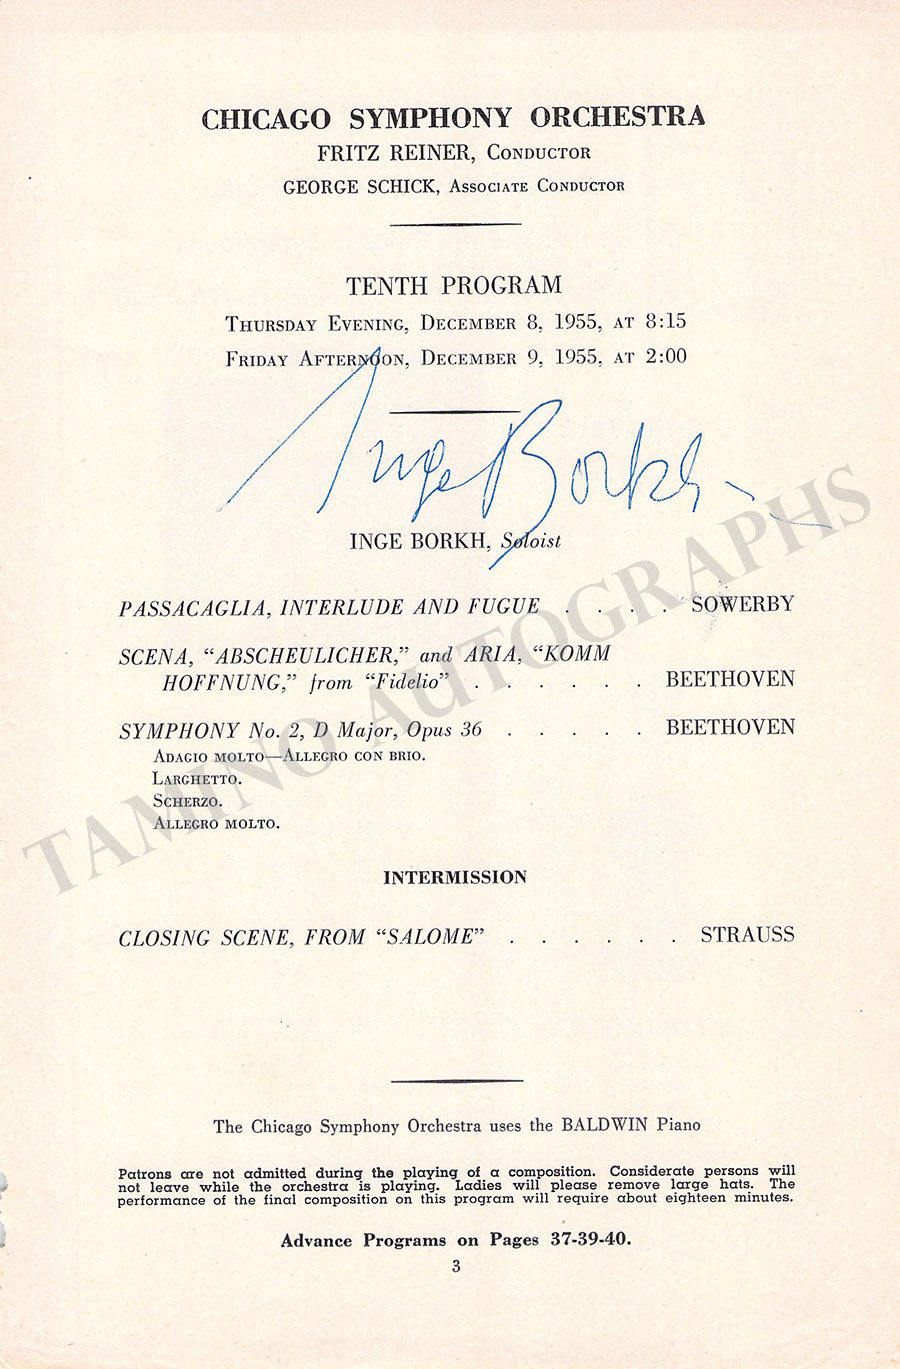 CHICAGO SYMPHONY ORCHESTRA
FRITZ REINER, CONDUCTOR
GEORGE SCHICK, ASSOCIATE CONDUCTOR
TENTH PROGRAM
THURSDAY EVENING, DECEMBER 8, 1955, AT 8:15
FRIDAY AFTERNOON, DECEMBER 9, 1955, AT 2:00
Inge Borkh
INGE BORKH, Soloist
PASSACAGLIA, INTERLUDE AND FUGUE . . . . SOWERBY
SCENA, “ABSCHEULICHER,” and ARIA, “KOMM
HOFFNUNG,” from “Fidelio” . . . . . . BEETHOVEN
SYMPHONY No. 2, D Major, Opus 36 . . . . . BEETHOVEN
ADAGIO MOLTO—ALLEGRO CON BRIO.
LARGHETTO.
SCHERZO.
ALLEGRO MOLTO.
INTERMISSION
CLOSING SCENE, FROM “SALOME” . . . . . . STRAUSS
The Chicago Symphony Orchestra uses the BALDWIN Piano
Patrons are not admitted during the playing of a composition. Considerate persons will
not leave while the orchestra is playing. Ladies will please remove large hats. The
performance of the final composition on this program will require about eighteen minutes.
Advance Programs on Pages 37-39-40.
3
TAMINO AUTOGRAPHS